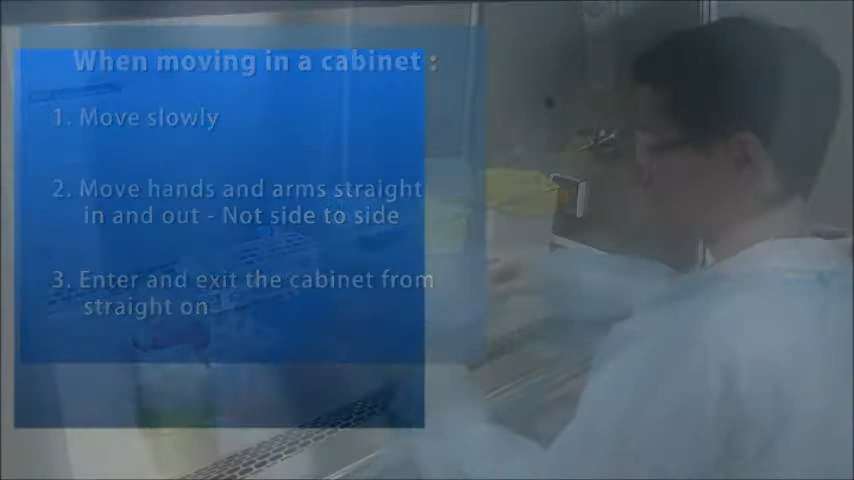 When moving in a cabinet :
1. Move slowly
2. Move hands and arms straight
in and out - Not side to side
3. Enter and exit the cabinet from
straight on